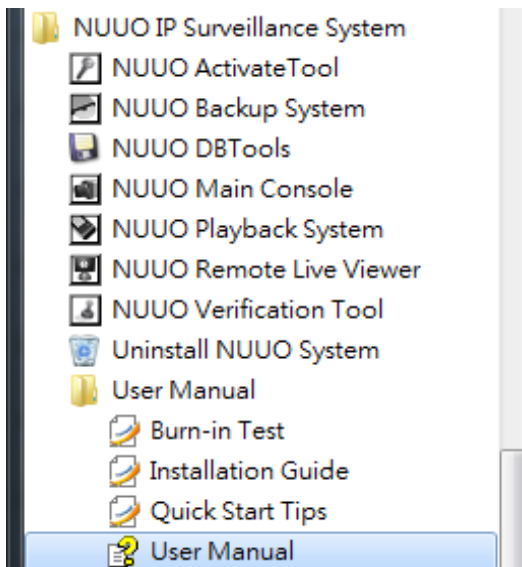 NUUO IP Surveillance System
NUUO ActivateTool
NUUO Backup System
NUUO DBTools
NUUO Main Console
NUUO Playback System
NUUO Remote Live Viewer
NUUO Verification Tool
Uninstall NUUO System
User Manual
Burn-in Test
Installation Guide
Quick Start Tips
User Manual